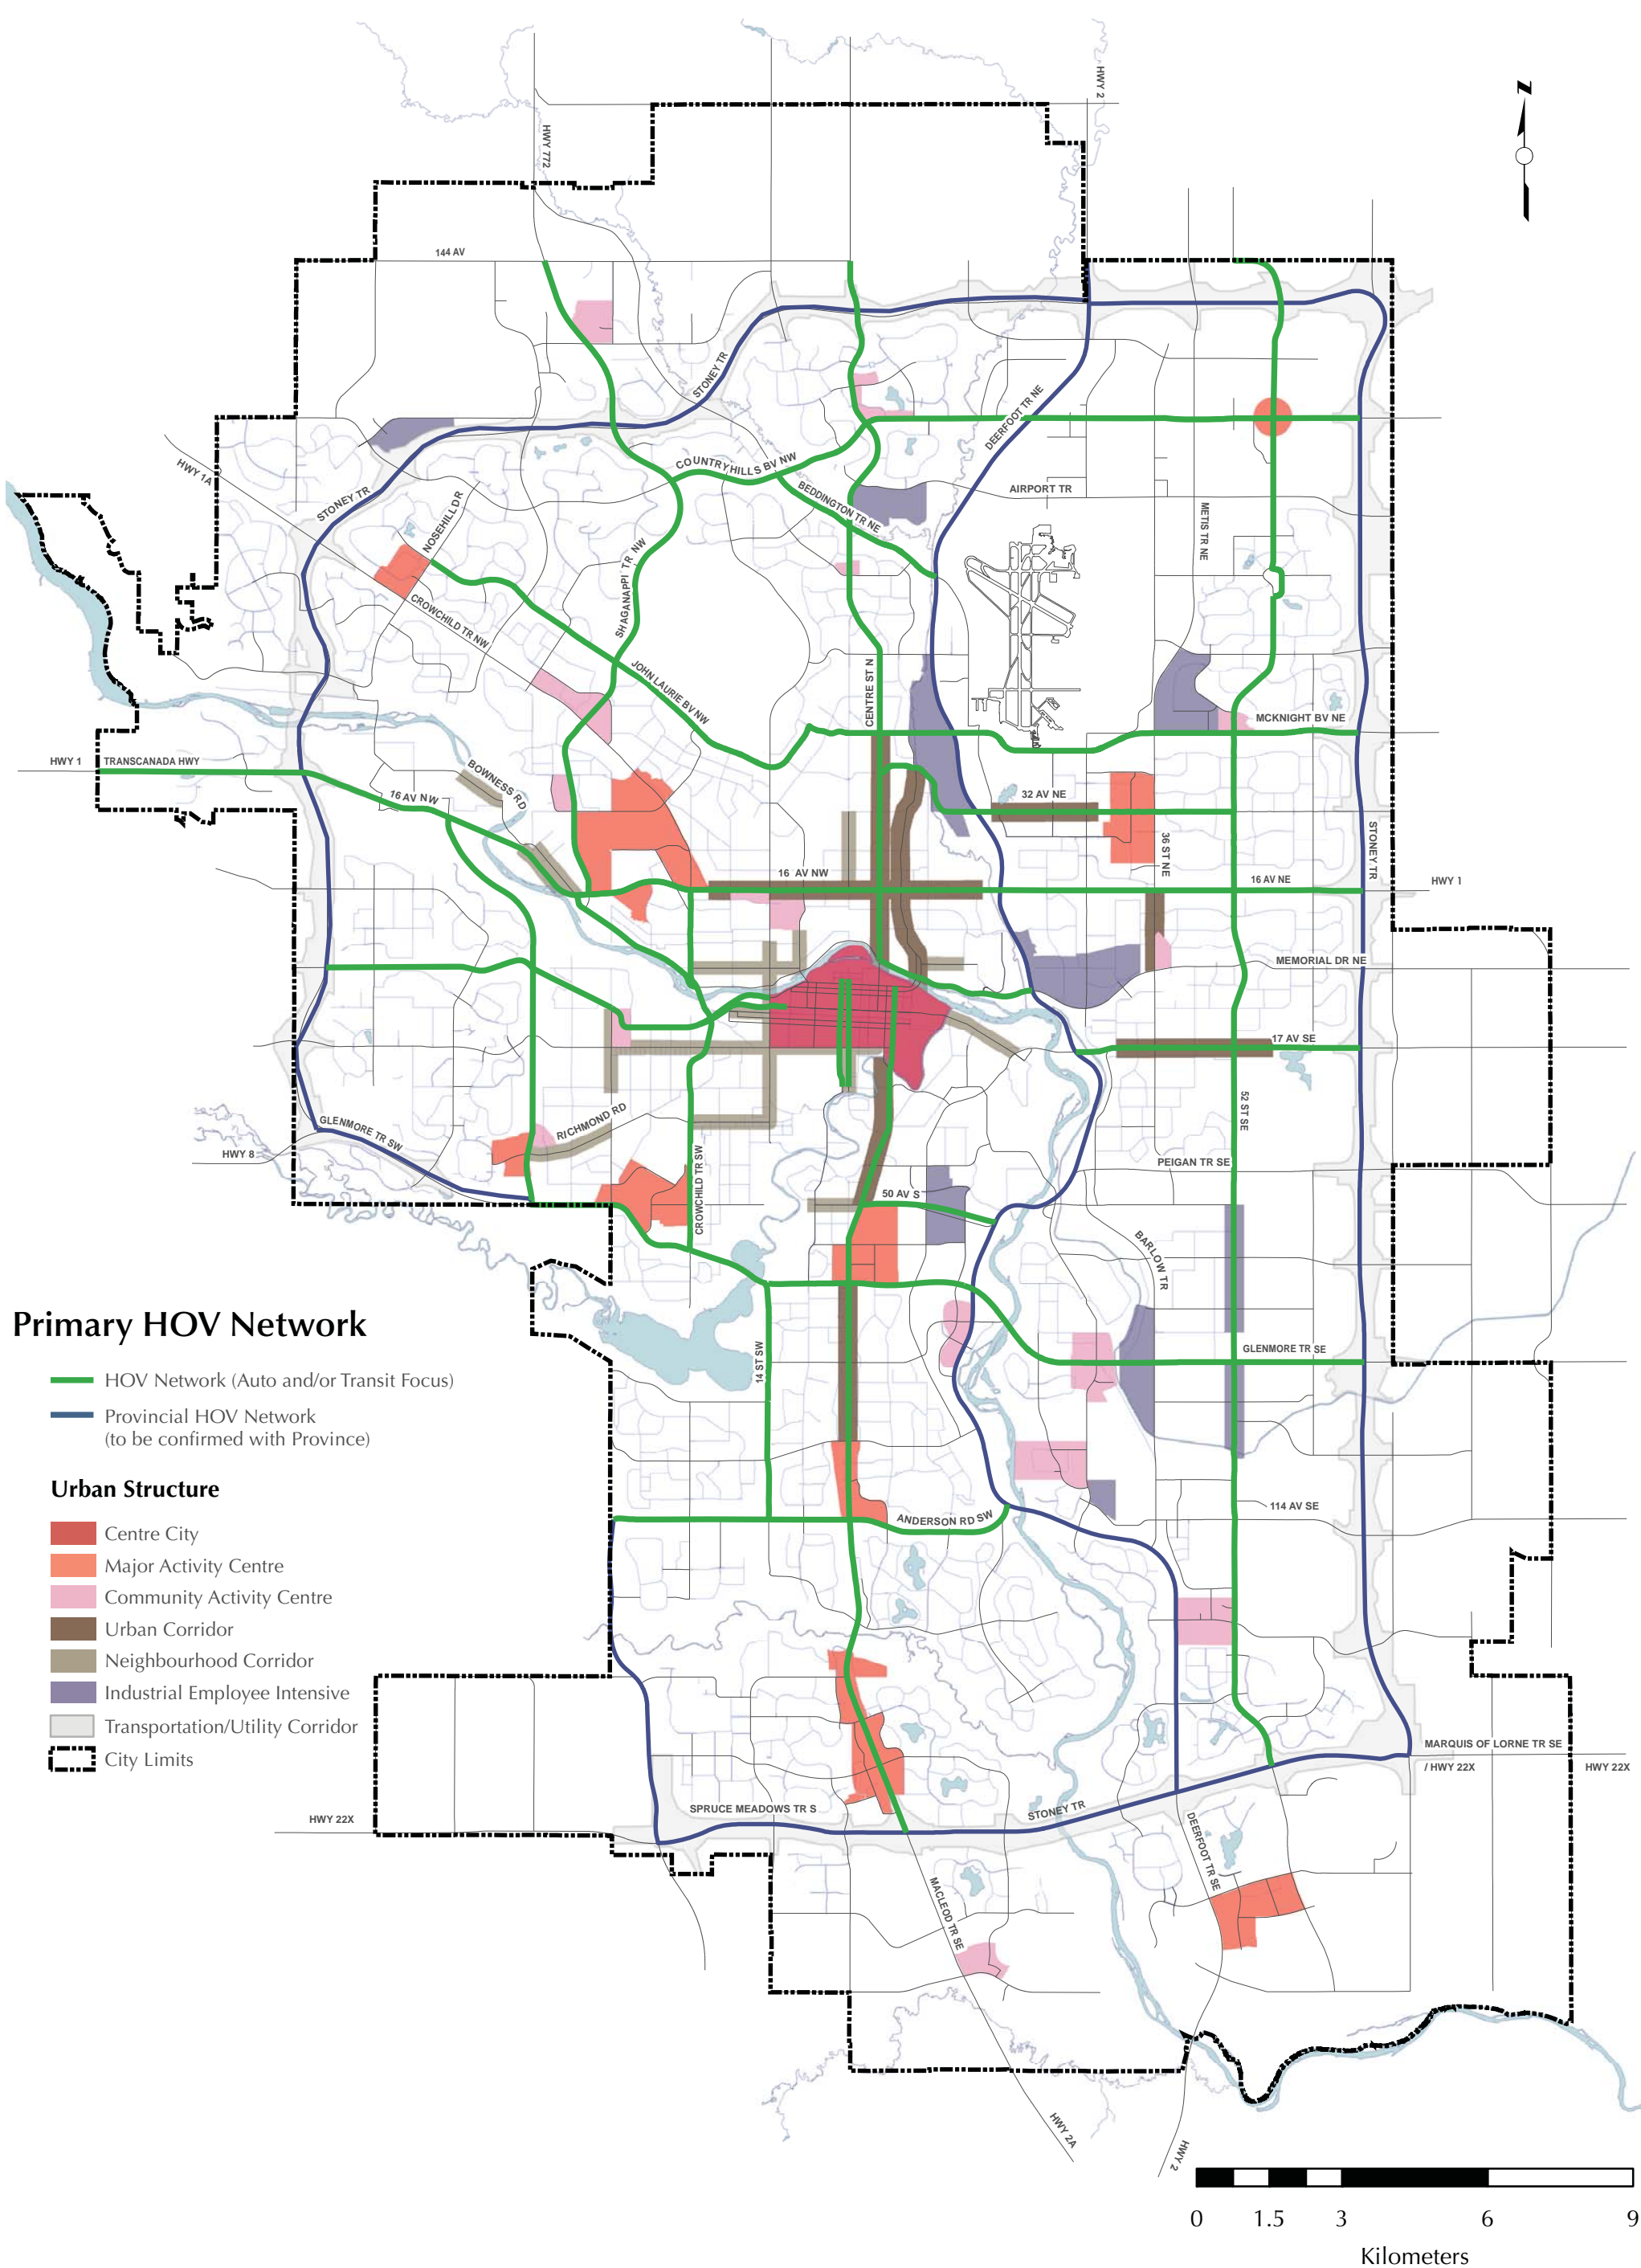 HWY 2
N
HWY 772
144 AV
STONEY TR
DEERFOOT TR NE
HWY 1A
COUNTRYHILLS BV NW
STONEY TR
NOSEHILL DR
BEDDINGTON TR NE
AIRPORT TR
METIS TR NE
SHAGANAPPI TR NW
CROWCHILD TR NW
JOHN LAURIE BV NW
CENTRE ST N
MCKNIGHT BV NE
HWY 1
TRANSCANADA HWY
BOWNESS RD
16 AV NW
32 AV NE
36 ST NE
STONEY TR
16 AV NW
16 AV NE
HWY 1
MEMORIAL DR NE
17 AV SE
52 ST SE
RICHMOND RD
GLENMORE TR SW
HWY 8
CROWCHILD TR SW
PEIGAN TR SE
50 AV S
BARLOW TR
Primary HOV Network
HOV Network (Auto and/or Transit Focus)
Provincial HOV Network
(to be confirmed with Province)
Urban Structure
Centre City
Major Activity Centre
Community Activity Centre
Urban Corridor
Neighbourhood Corridor
Industrial Employee Intensive
Transportation/Utility Corridor
City Limits
14 ST SW
GLENMORE TR SE
114 AV SE
ANDERSON RD SW
MARQUIS OF LORNE TR SE
/ HWY 22X
HWY 22X
HWY 22X
SPRUCE MEADOWS TR S
STONEY TR
DEERFOOT TR SE
MACLEOD TR SE
HWY 2A
HWY 2
0 1.5 3 6 9
Kilometers